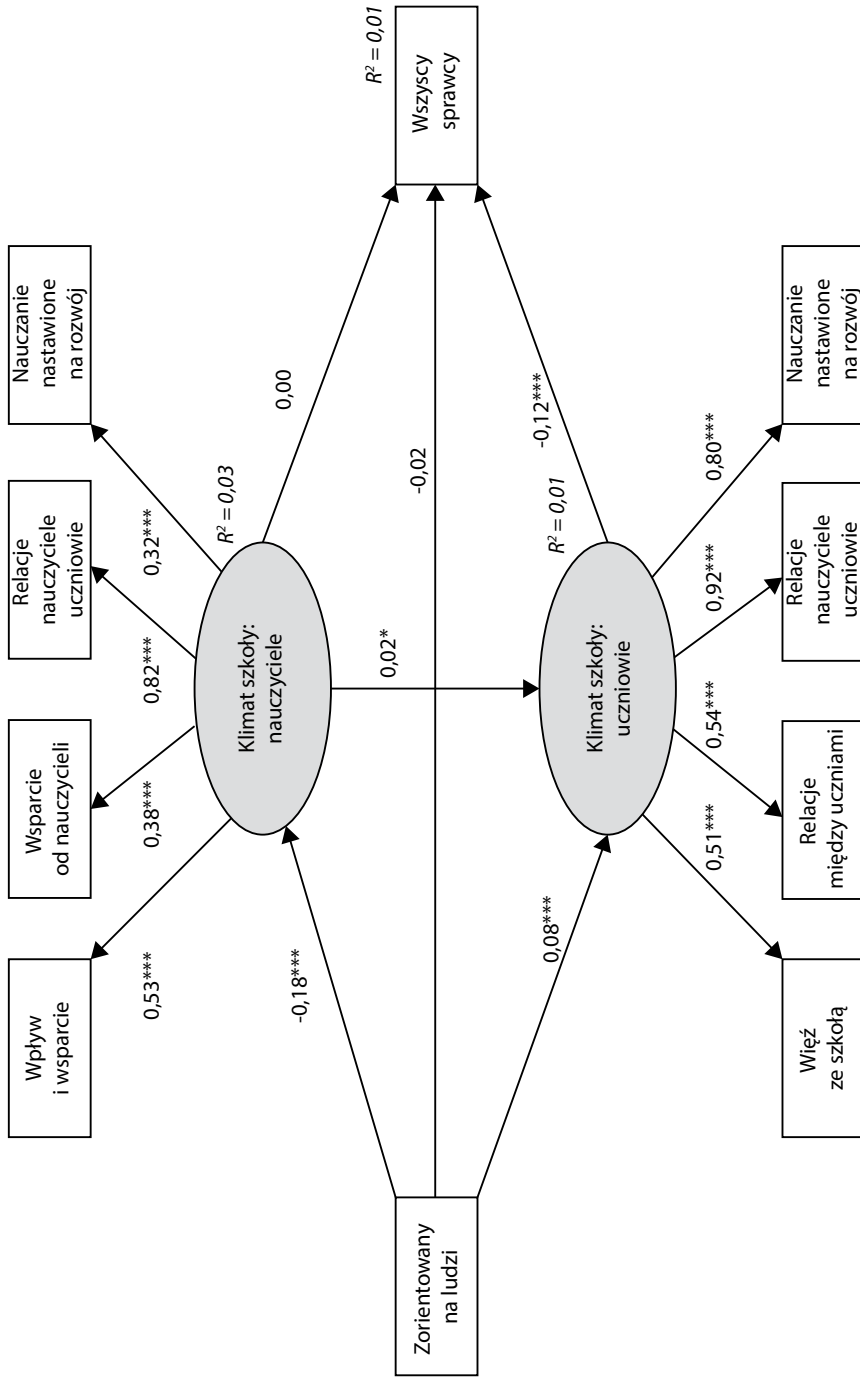 Wpływ
i wsparcie
Wsparcie
od nauczycieli
Relacje
nauczyciele
uczniowie
Nauczanie
nastawione
na rozwój
0,53***
0,38***
0,82***
0,32***
R² = 0,03
Klimat szkoły:
nauczyciele
-0,18***
0,00
0,02*
R² = 0,01
Zorientowany
na ludzi
-0,02
Wszyscy
sprawcy
0,08***
-0,12***
R² = 0,01
Klimat szkoły:
uczniowie
0,51***
0,54***
0,92***
0,80***
Więź
ze szkołą
Relacje
między uczniami
Relacje
nauczyciele
uczniowie
Nauczanie
nastawione
na rozwój